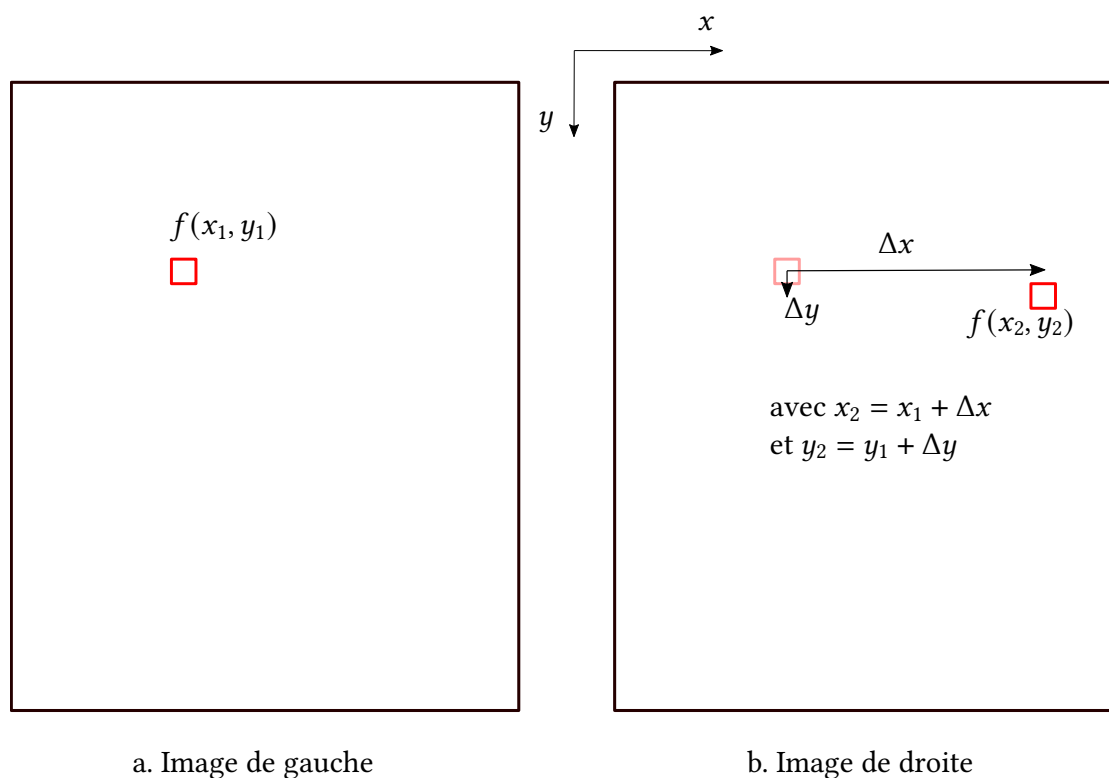 x
y
f(x₁, y₁)
Δx
Δy
f(x₂, y₂)
avec x₂ = x₁ + Δx
et y₂ = y₁ + Δy
a. Image de gauche
b. Image de droite